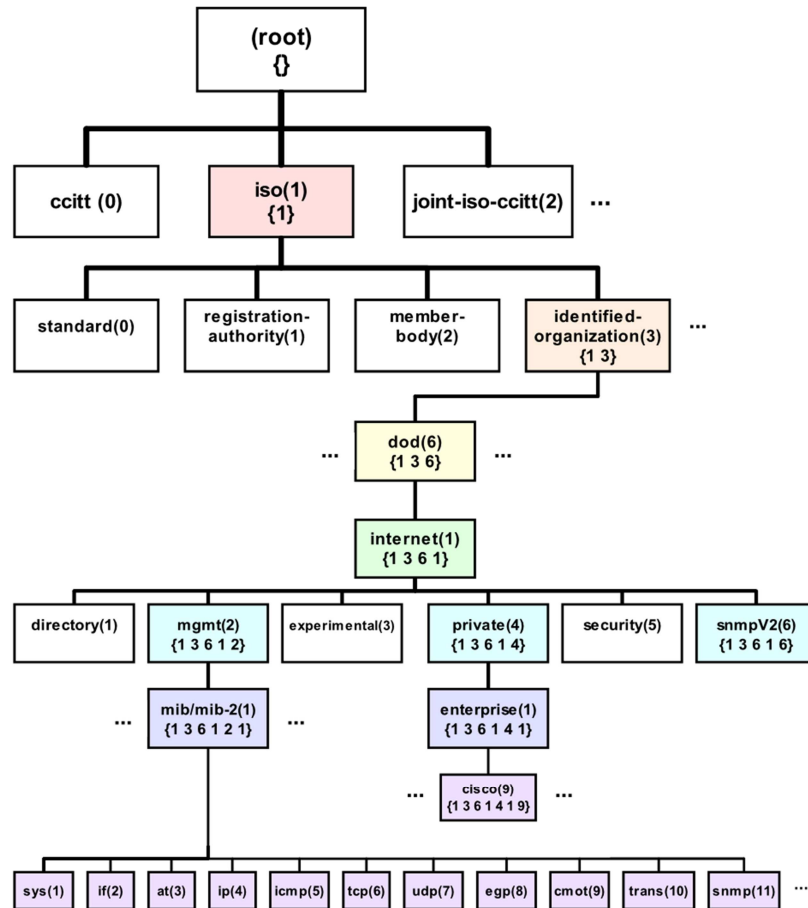 (root)
{}
ccitt (0)
iso(1)
{1}
joint-iso-ccitt(2)
...
standard(0)
registration-
authority(1)
member-
body(2)
identified-
organization(3)
{1 3}
...
...
dod(6)
{1 3 6}
...
internet(1)
{1 3 6 1}
directory(1)
mgmt(2)
{1 3 6 1 2}
experimental(3)
private(4)
{1 3 6 1 4}
security(5)
snmpV2(6)
{1 3 6 1 6}
...
mib/mib-2(1)
{1 3 6 1 2 1}
...
enterprise(1)
{1 3 6 1 4 1}
...
cisco(9)
{1 3 6 1 4 1 9}
...
sys(1)
if(2)
at(3)
ip(4)
icmp(5)
tcp(6)
udp(7)
egp(8)
cmot(9)
trans(10)
snmp(11)
...